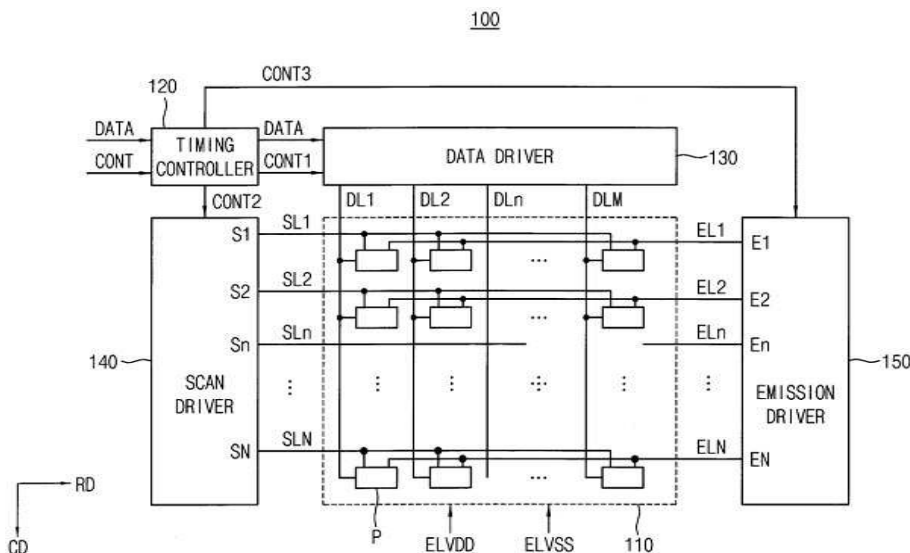 100
CONT3
120
DATA
TIMING
CONTROLLER
DATA
DATA DRIVER
130
CONT
CONT1
CONT2
DL1 DL2 DLn DLM
S1 SL1 EL1 E1
...
S2 SL2 EL2 E2
...
Sn SLn ELn En
140
SCAN
DRIVER
150
EMISSION
DRIVER
SN SLN ELN EN
...
RD
CD
P
ELVDD
ELVSS
110